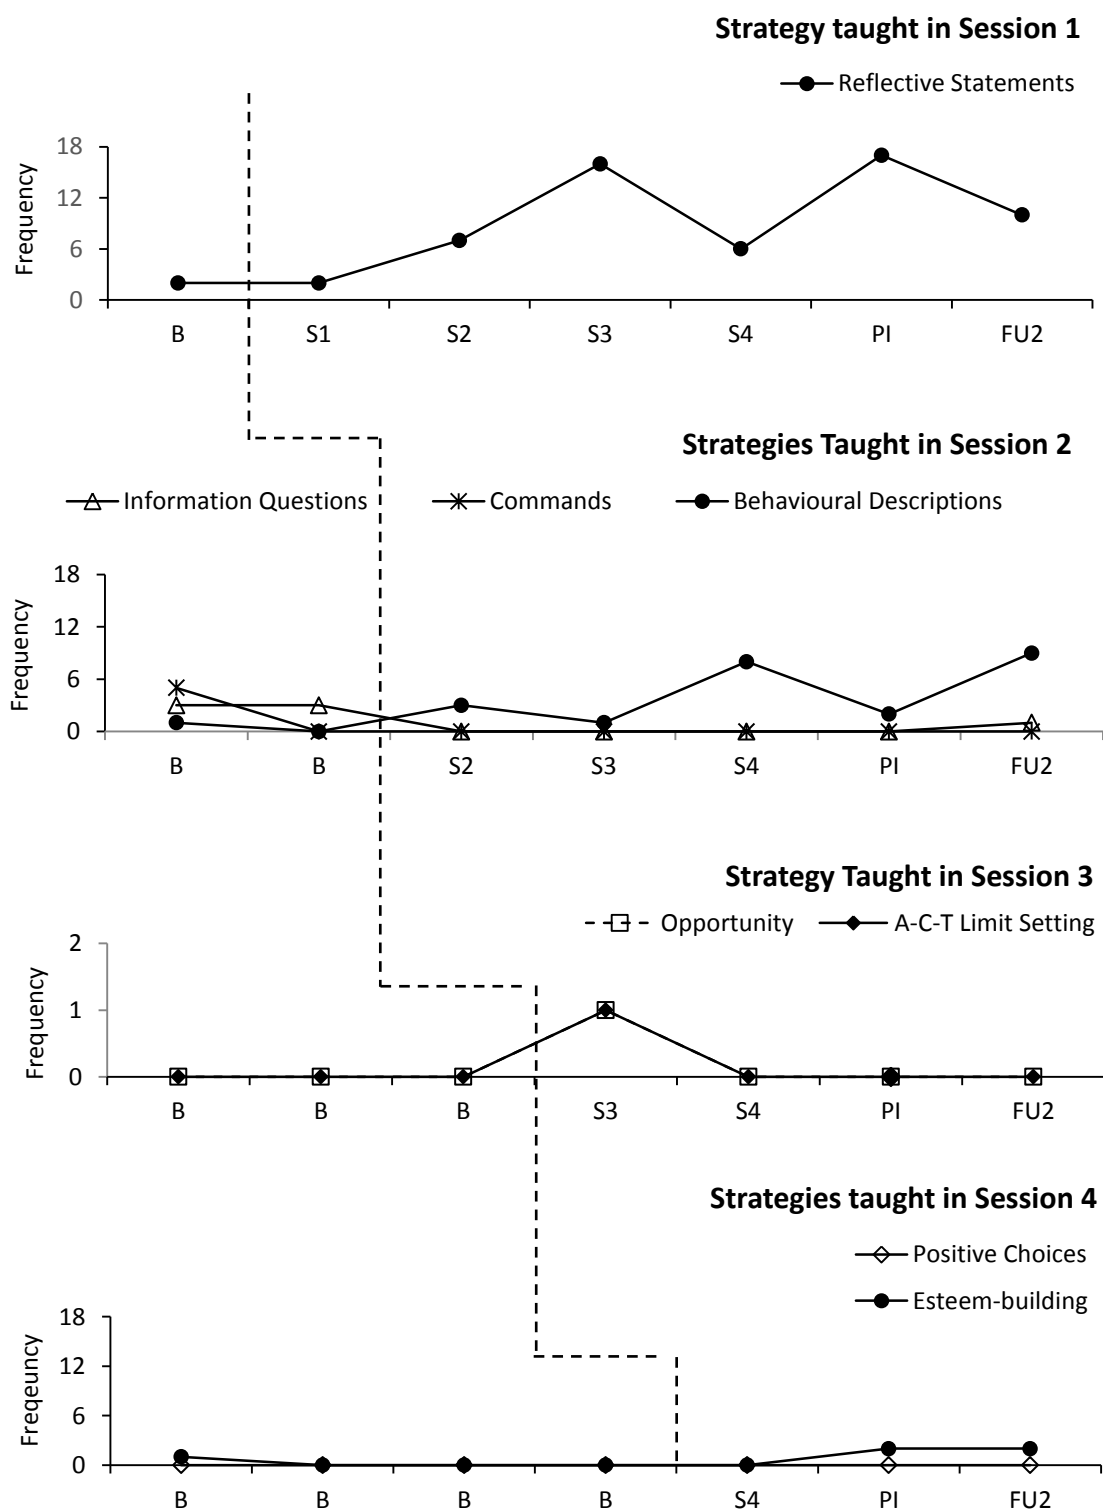 Strategy taught in Session 1
Reflective Statements
Frequency
18
12
6
0
B S1 S2 S3 S4 PI FU2
Strategies Taught in Session 2
Information Questions Commands Behavioural Descriptions
Frequency
18
12
6
0
B B S2 S3 S4 PI FU2
Strategy Taught in Session 3
Opportunity A-C-T Limit Setting
Frequency
2
1
0
B B B S3 S4 PI FU2
Strategies taught in Session 4
Positive Choices
Esteem-building
Freqeuncy
18
12
6
0
B B B B S4 PI FU2